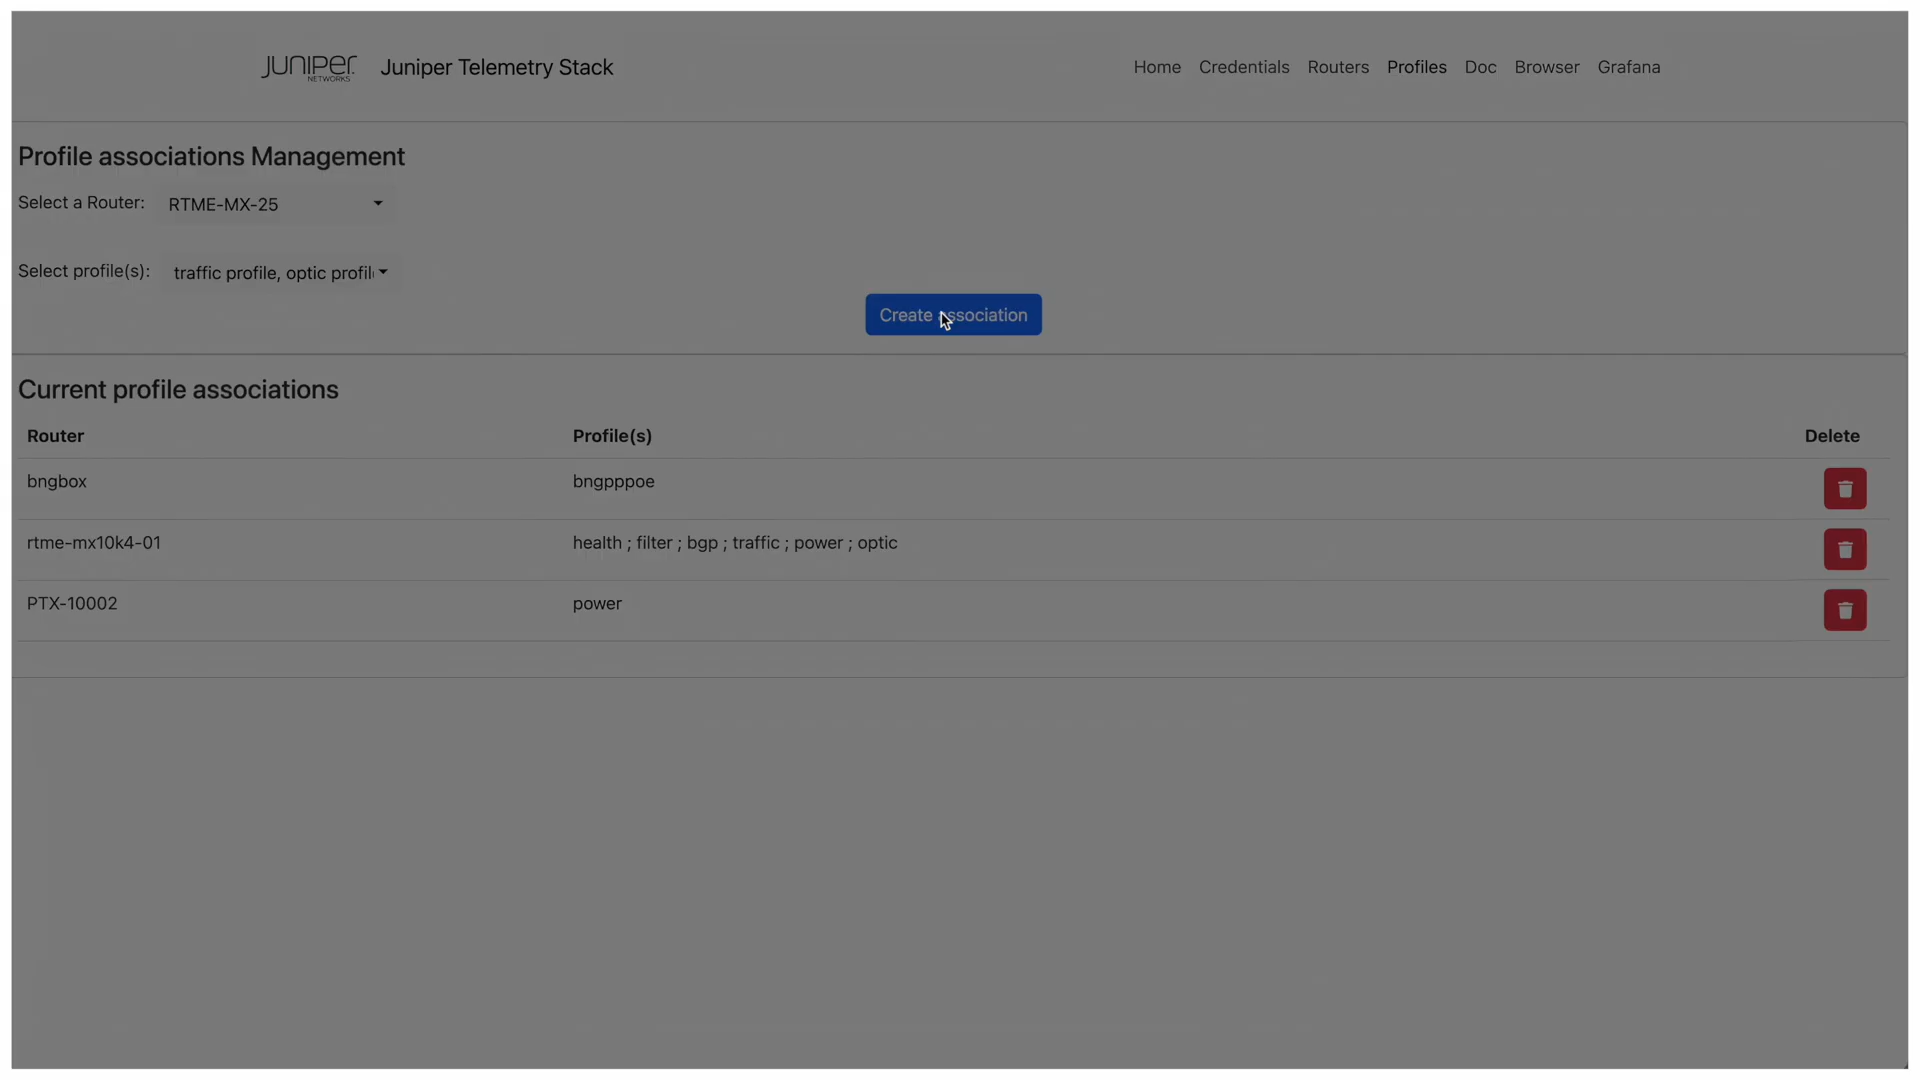 JUNIPer NETWORKS Juniper Telemetry Stack Home Credentials Routers Profiles Doc Browser Grafana
Profile associations Management
Select a Router: RTME-MX-25
Select profile(s): traffic profile, optic profil
Create association
Current profile associations
Router Profile(s) Delete
bngbox bngpppoe
rtme-mx10k4-01 health ; filter ; bgp ; traffic ; power ; optic
PTX-10002 power